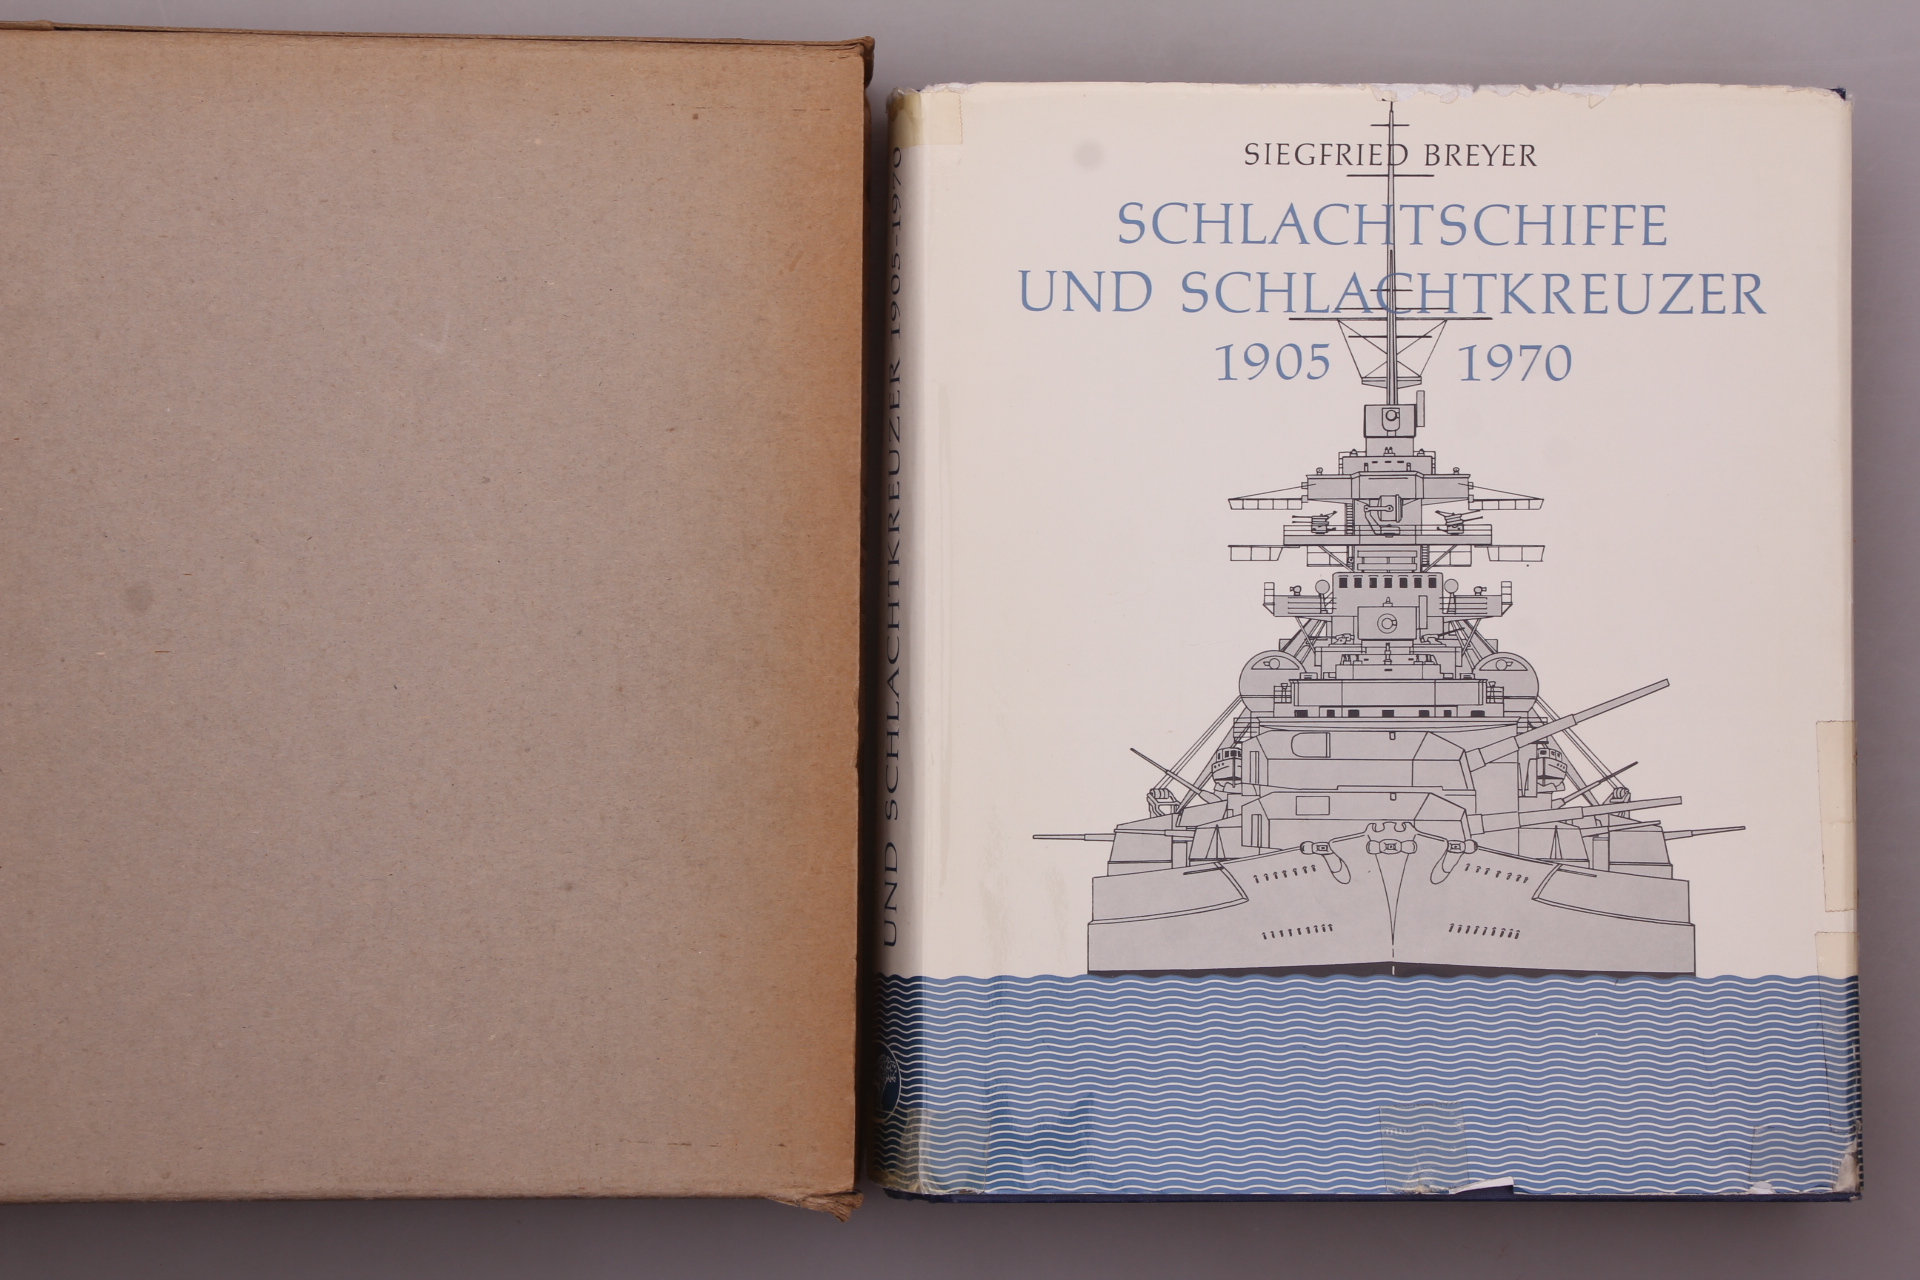 UND SCHLACHTKREUZER 1905-1970
SIEGFRIED BREYER
SCHLACHTSCHIFFE
UND SCHLACHTKREUZER
1905 1970